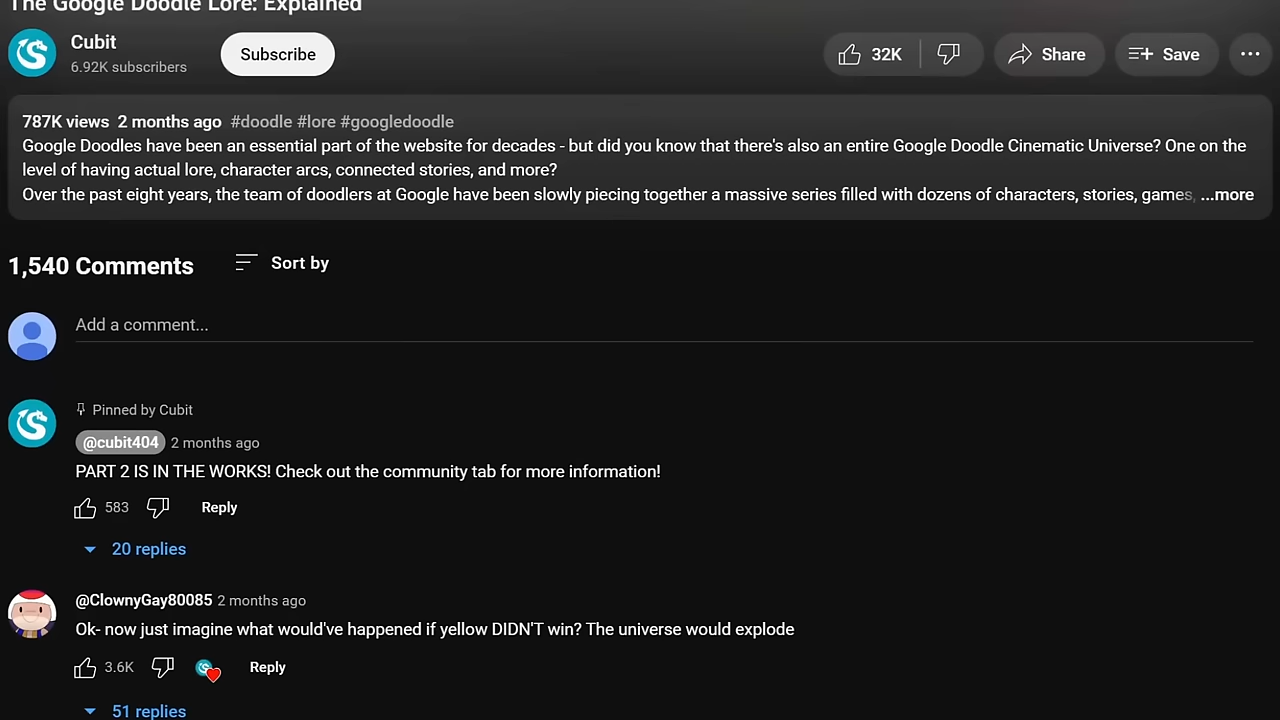 The Google Doodle Lore: Explained
Cubit
6.92K subscribers
Subscribe
32K
Share
Save
787K views 2 months ago #doodle #lore #googledoodle
Google Doodles have been an essential part of the website for decades - but did you know that there's also an entire Google Doodle Cinematic Universe? One on the
level of having actual lore, character arcs, connected stories, and more?
Over the past eight years, the team of doodlers at Google have been slowly piecing together a massive series filled with dozens of characters, stories, games, ...more
1,540 Comments
Sort by
Add a comment...
Pinned by Cubit
@cubit404 2 months ago
PART 2 IS IN THE WORKS! Check out the community tab for more information!
583
Reply
20 replies
@ClownyGay80085 2 months ago
Ok- now just imagine what would've happened if yellow DIDN'T win? The universe would explode
3.6K
Reply
51 replies